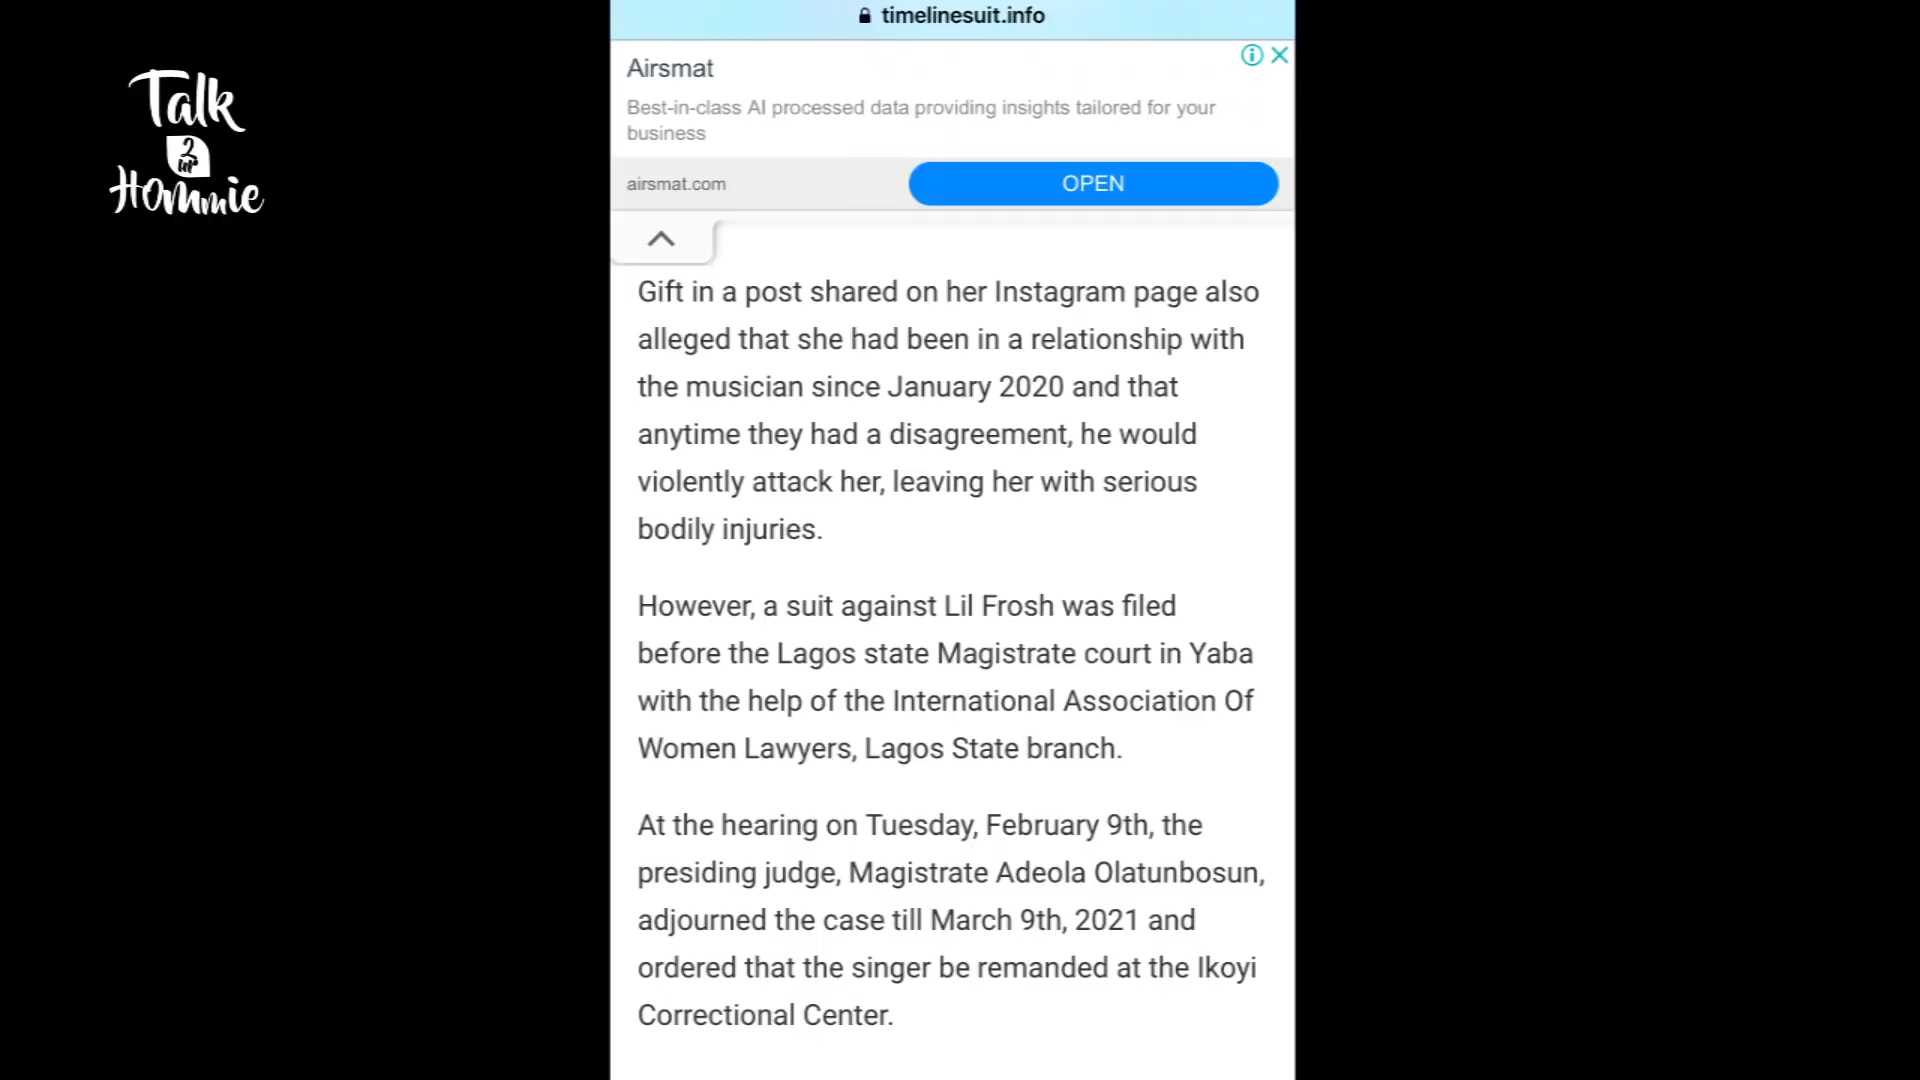 timelinesuit.info
Talk
2
ur
Hommie
Airsmat
Best-in-class AI processed data providing insights tailored for your
business
airsmat.com
OPEN
Gift in a post shared on her Instagram page also
alleged that she had been in a relationship with
the musician since January 2020 and that
anytime they had a disagreement, he would
violently attack her, leaving her with serious
bodily injuries.
However, a suit against Lil Frosh was filed
before the Lagos state Magistrate court in Yaba
with the help of the International Association Of
Women Lawyers, Lagos State branch.
At the hearing on Tuesday, February 9th, the
presiding judge, Magistrate Adeola Olatunbosun,
adjourned the case till March 9th, 2021 and
ordered that the singer be remanded at the Ikoyi
Correctional Center.